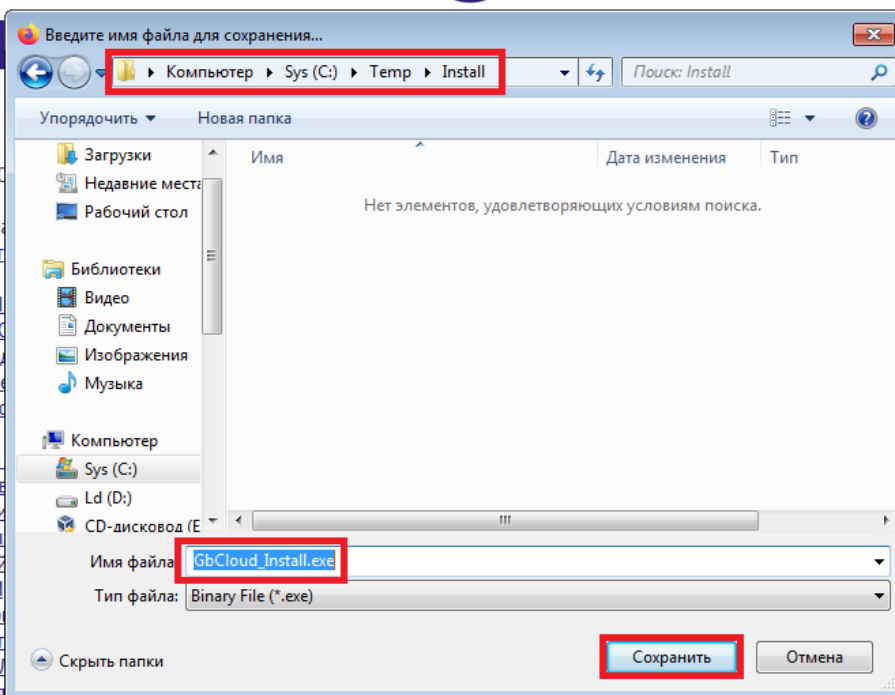 Введите имя файла для сохранения...
Компьютер Sys (C:) Temp Install Поиск: Install
Упорядочить Новая папка
Имя Дата изменения Тип
Нет элементов, удовлетворяющих условиям поиска.
Загрузки
Недавние места
Рабочий стол
Библиотеки
Видео
Документы
Изображения
Музыка
Компьютер
Sys (C:)
Ld (D:)
CD-дисковод (E
Имя файла GbCloud_Install.exe
Тип файла: Binary File (*.exe)
Скрыть папки Сохранить Отмена